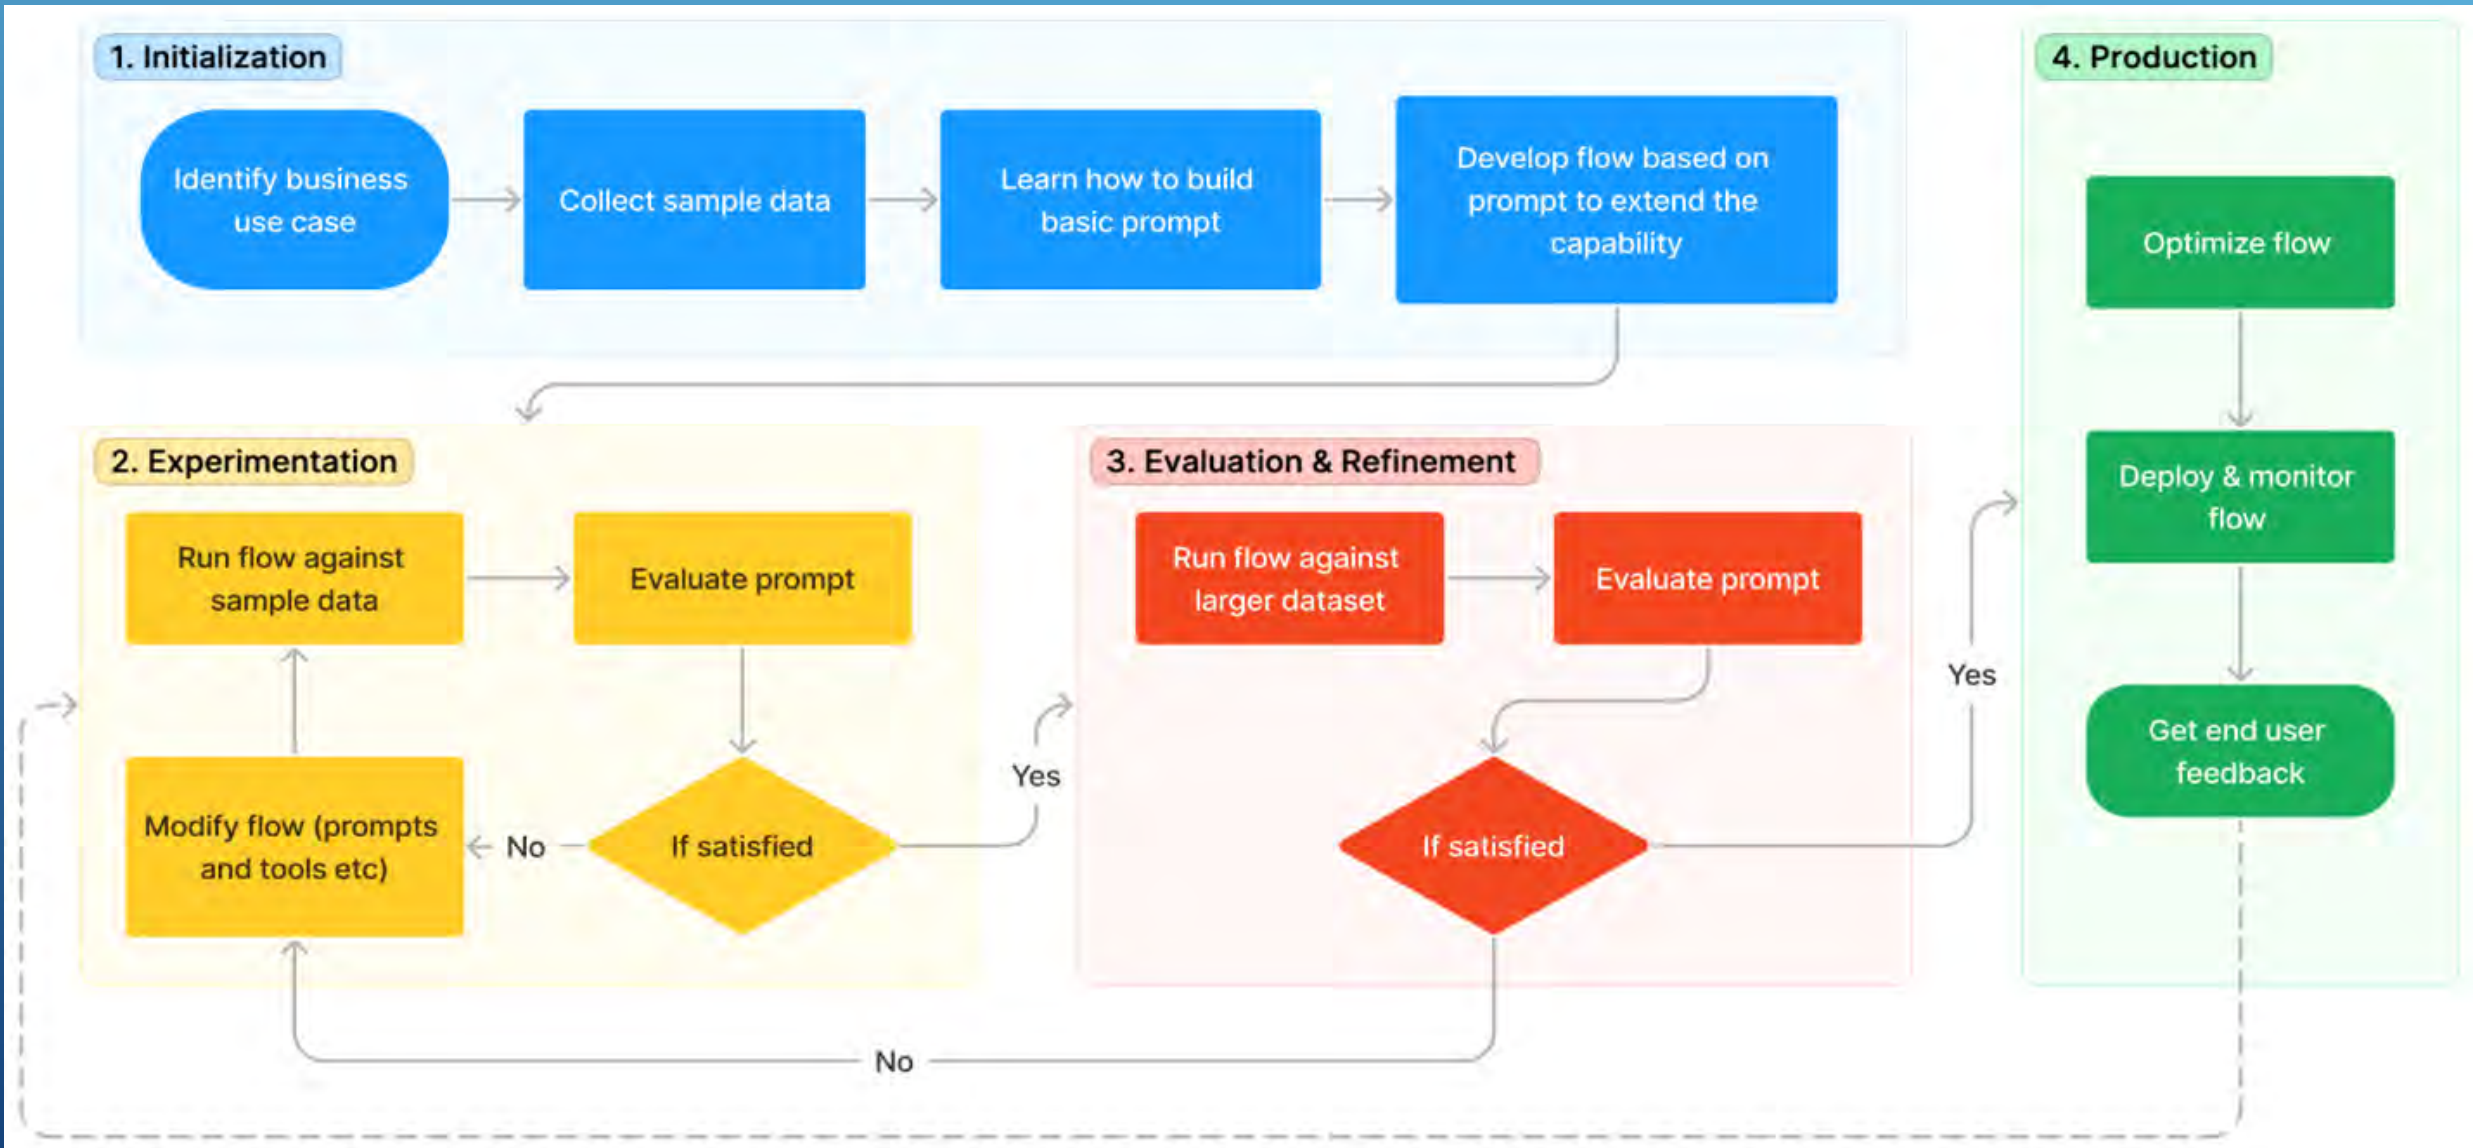 1. Initialization
Identify business
use case
Collect sample data
Learn how to build
basic prompt
Develop flow based on
prompt to extend the
capability
2. Experimentation
Run flow against
sample data
Evaluate prompt
If satisfied
No
Modify flow (prompts
and tools etc)
Yes
3. Evaluation & Refinement
Run flow against
larger dataset
Evaluate prompt
If satisfied
No
Yes
4. Production
Optimize flow
Deploy & monitor
flow
Get end user
feedback